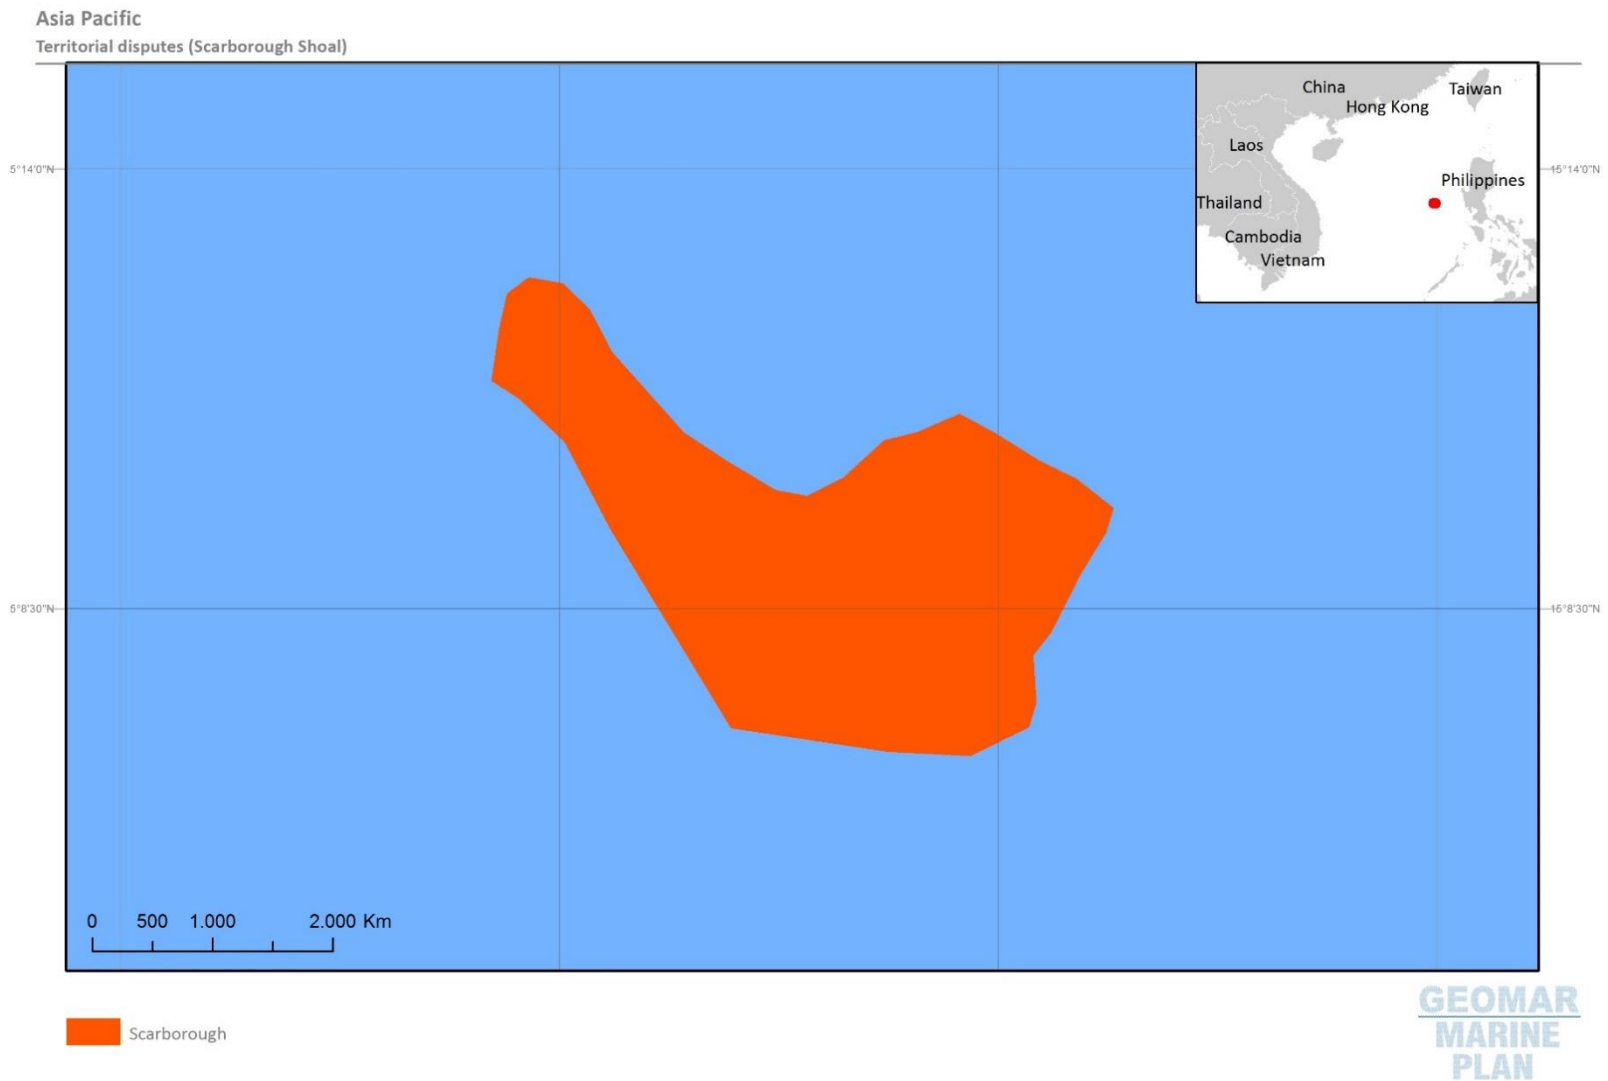 Asia Pacific
Territorial disputes (Scarborough Shoal)
China
Taiwan
Hong Kong
Laos
Philippines
Thailand
Cambodia
Vietnam
5°14'0"N
15°14'0"N
5°8'30"N
15°8'30"N
0 500 1.000 2.000 Km
Scarborough
GEOMAR
MARINE
PLAN